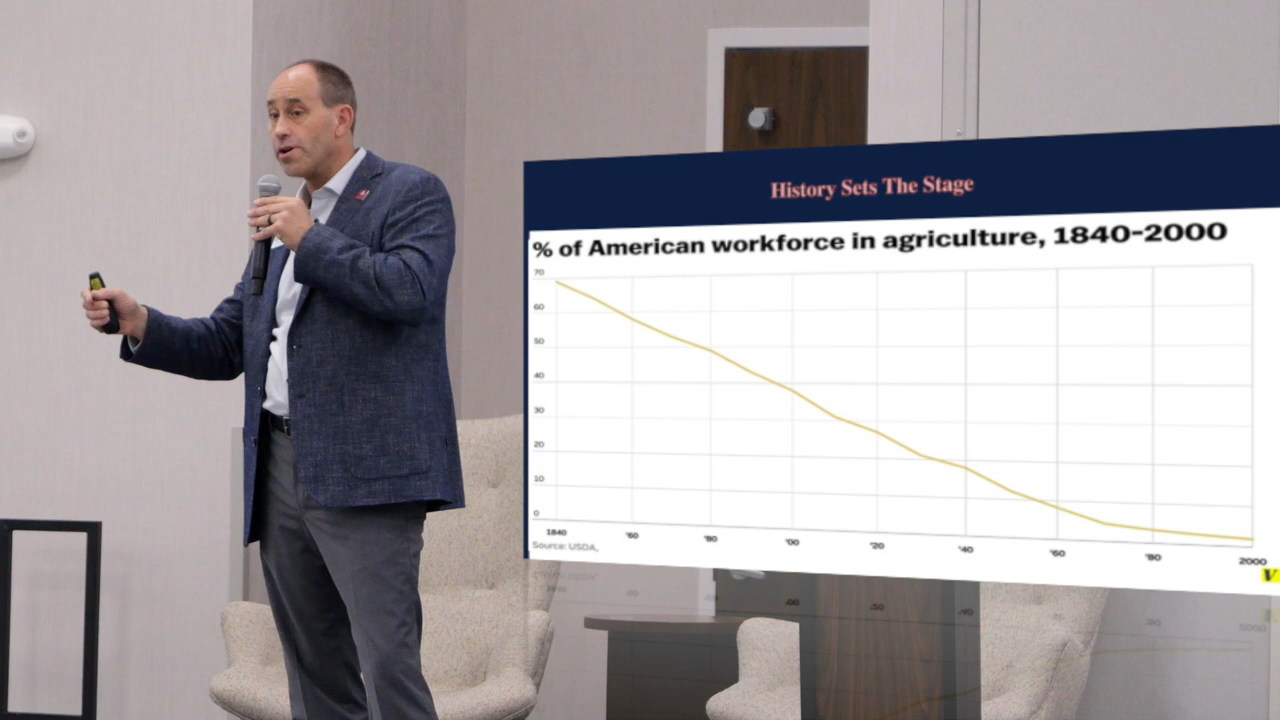 History Sets The Stage
% of American workforce in agriculture, 1840-2000
70
60
50
40
30
20
10
0
1840 '60 '80 '00 '20 '40 '60 '80 2000
Source: USDA,
V